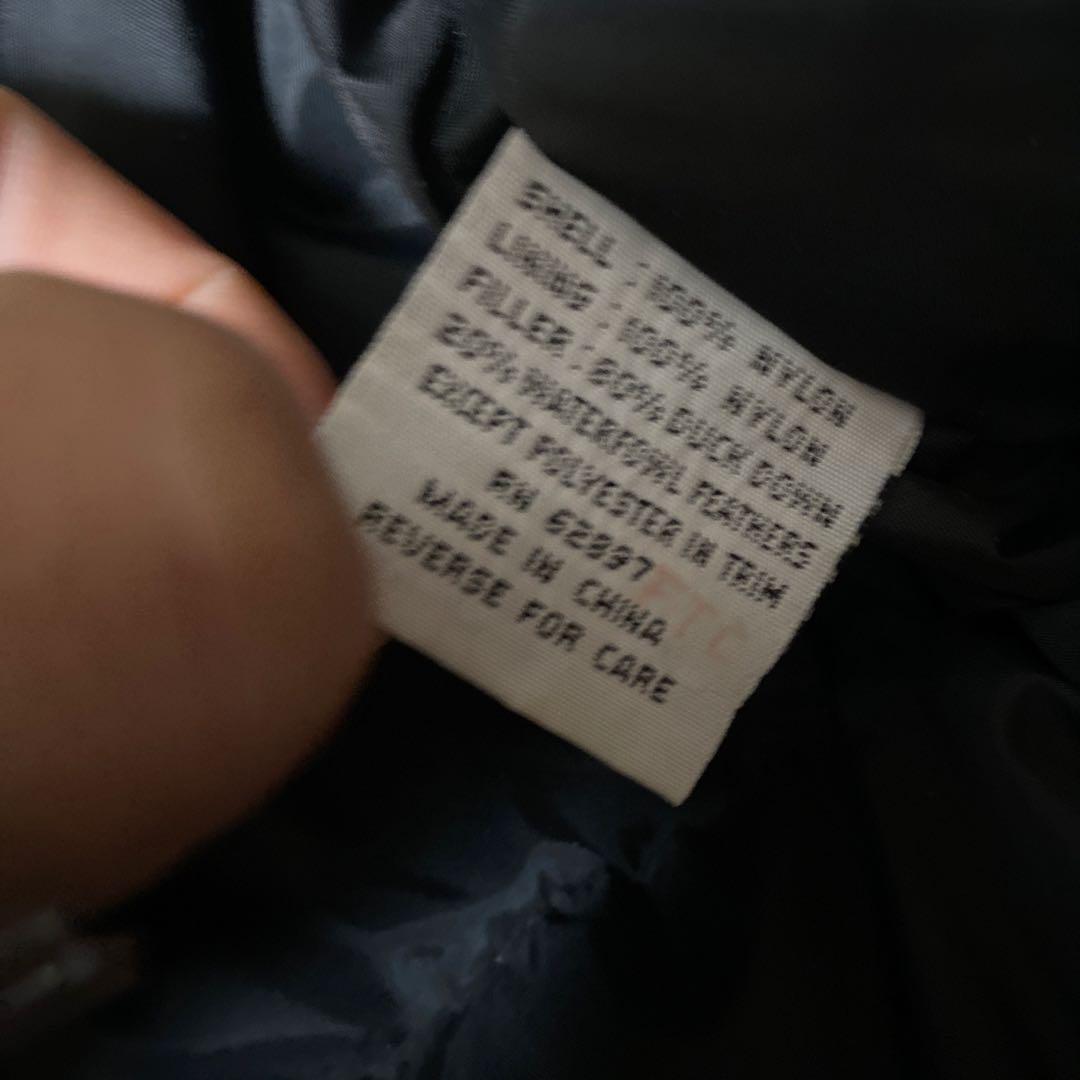 SHELL : 100% NYLON
LINING : 100% NYLON
FILLER : 80% DUCK DOWN
20% WATERFOWL FEATHERS
EXCEPT POLYESTER IN TRIM
RN
MADE IN CHINA
REVERSE FOR CARE